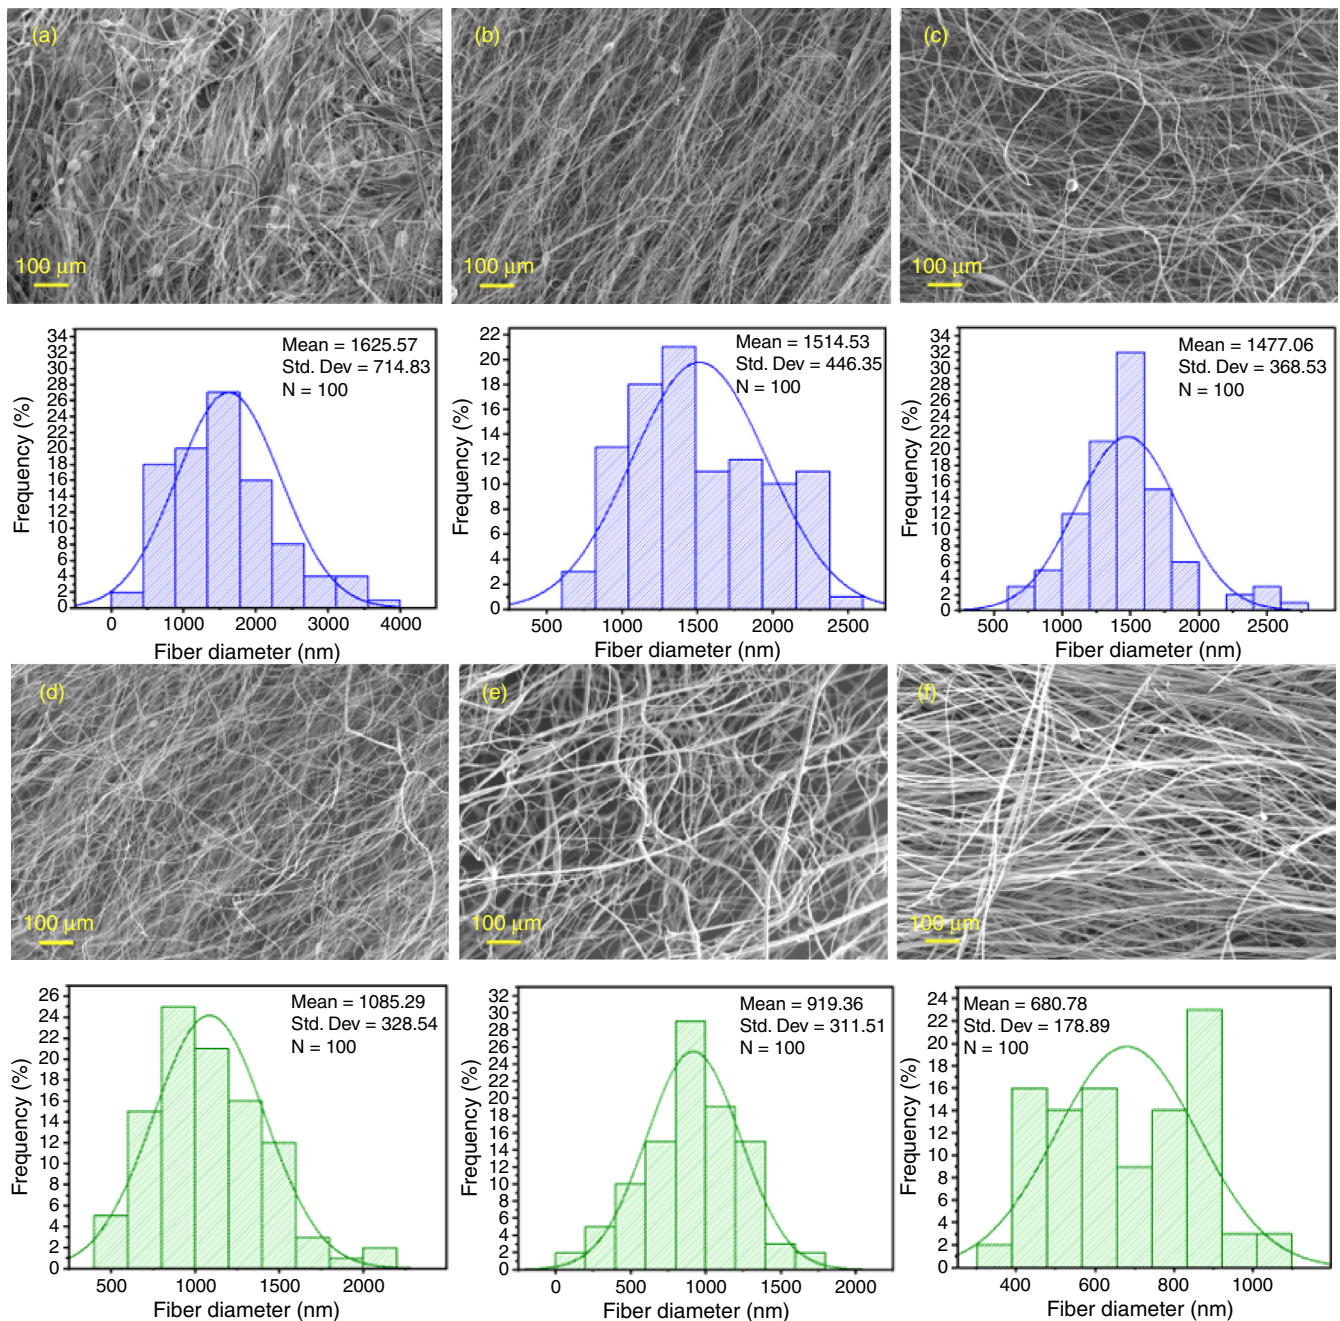 (a)
(b)
(c)
100 μm
100 μm
100 μm
34
32
30
28
26
24
22
20
18
16
14
12
10
8
6
4
2
0
Frequency (%)
Mean = 1625.57
Std. Dev = 714.83
N = 100
0 1000 2000 3000 4000
Fiber diameter (nm)
22
20
18
16
14
12
10
8
6
4
2
0
Frequency (%)
Mean = 1514.53
Std. Dev = 446.35
N = 100
500 1000 1500 2000 2500
Fiber diameter (nm)
34
32
30
28
26
24
22
20
18
16
14
12
10
8
6
4
2
0
Frequency (%)
Mean = 1477.06
Std. Dev = 368.53
N = 100
500 1000 1500 2000 2500
Fiber diameter (nm)
(d)
(e)
(f)
100 μm
100 μm
100 μm
26
24
22
20
18
16
14
12
10
8
6
4
2
0
Frequency (%)
Mean = 1085.29
Std. Dev = 328.54
N = 100
500 1000 1500 2000
Fiber diameter (nm)
32
30
28
26
24
22
20
18
16
14
12
10
8
6
4
2
0
Frequency (%)
Mean = 919.36
Std. Dev = 311.51
N = 100
0 500 1000 1500 2000
Fiber diameter (nm)
24
22
20
18
16
14
12
10
8
6
4
2
0
Frequency (%)
Mean = 680.78
Std. Dev = 178.89
N = 100
400 600 800 1000
Fiber diameter (nm)